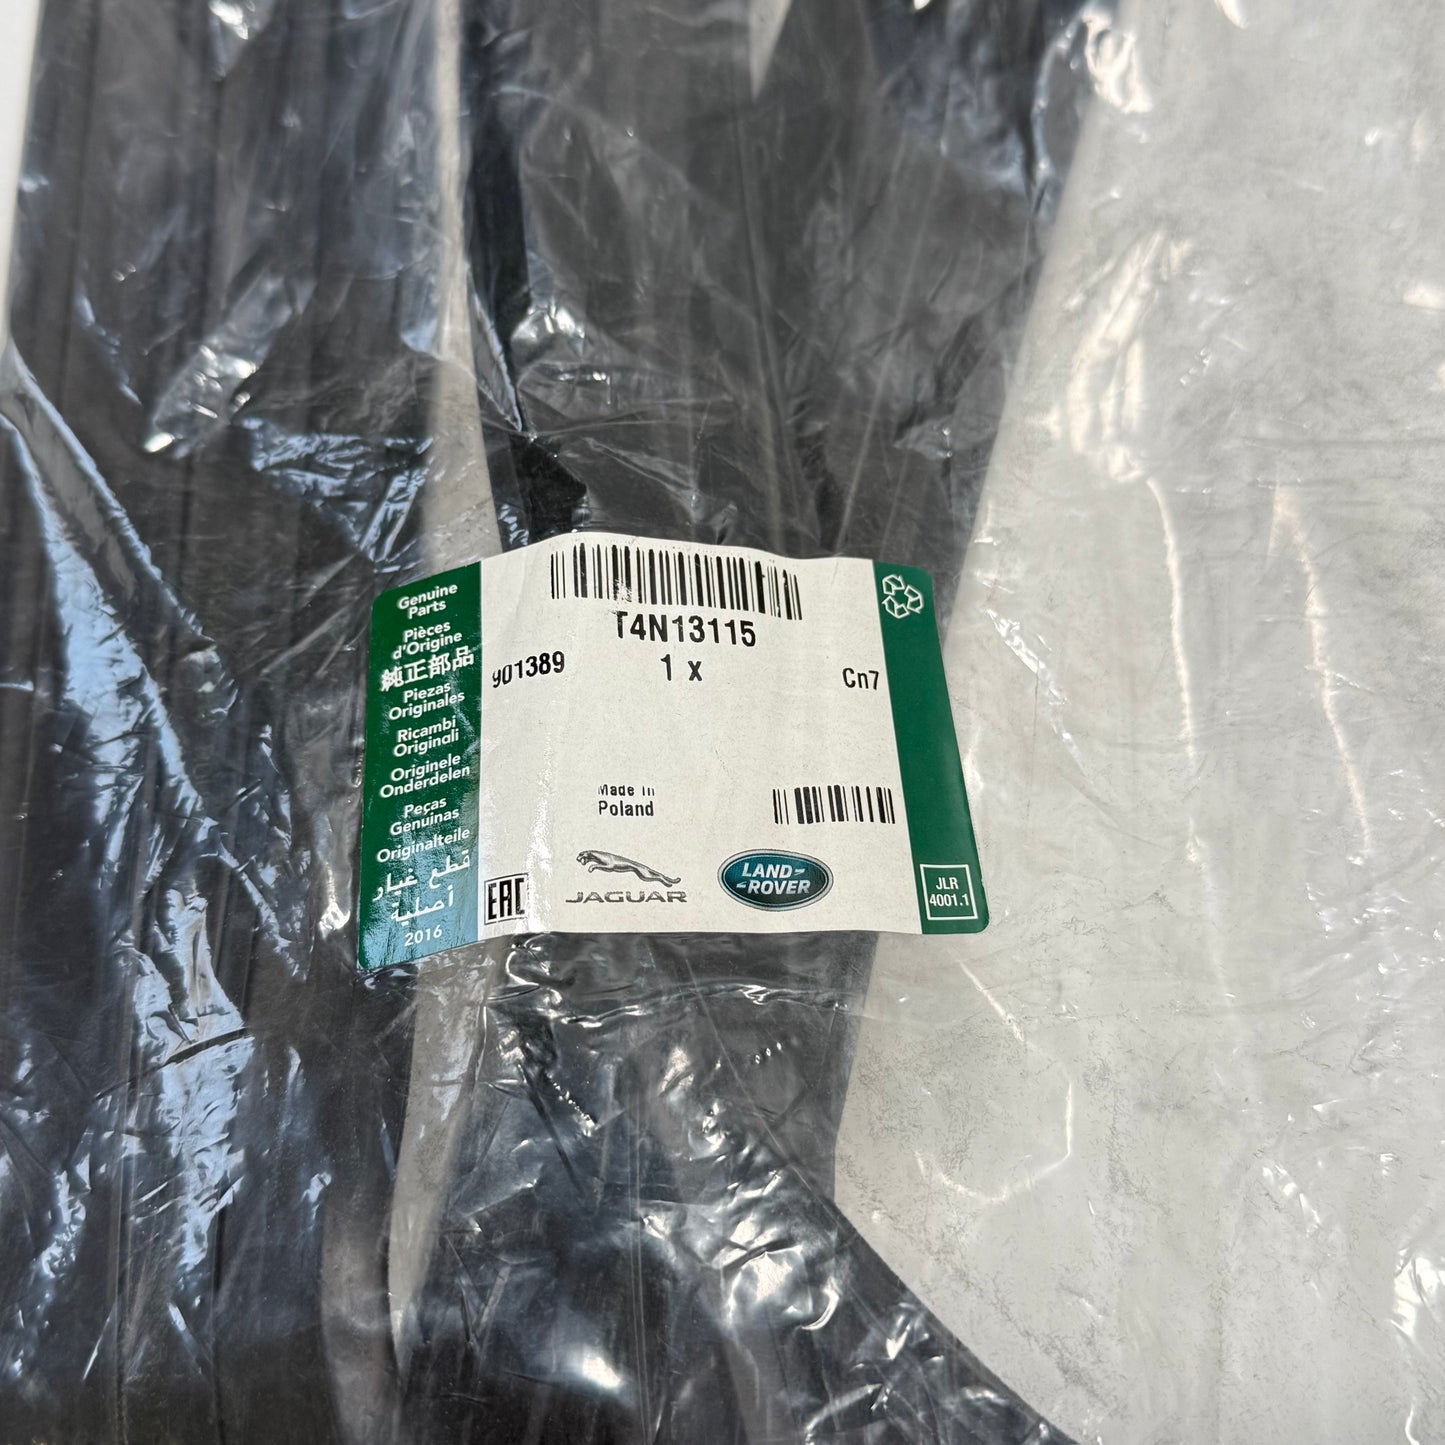 Genuine
Parts
Pièces
d'Origine
純正部品
Piezas
Originales
Ricambi
Originali
Originele
Onderdelen
Peças
Genuinas
Originalteile
قطع غيار
أصلية
2016
T4N13115
901389
1 x
Cn7
Made in
Poland
EAC
JAGUAR
LAND-
-ROVER
JLR
4001.1